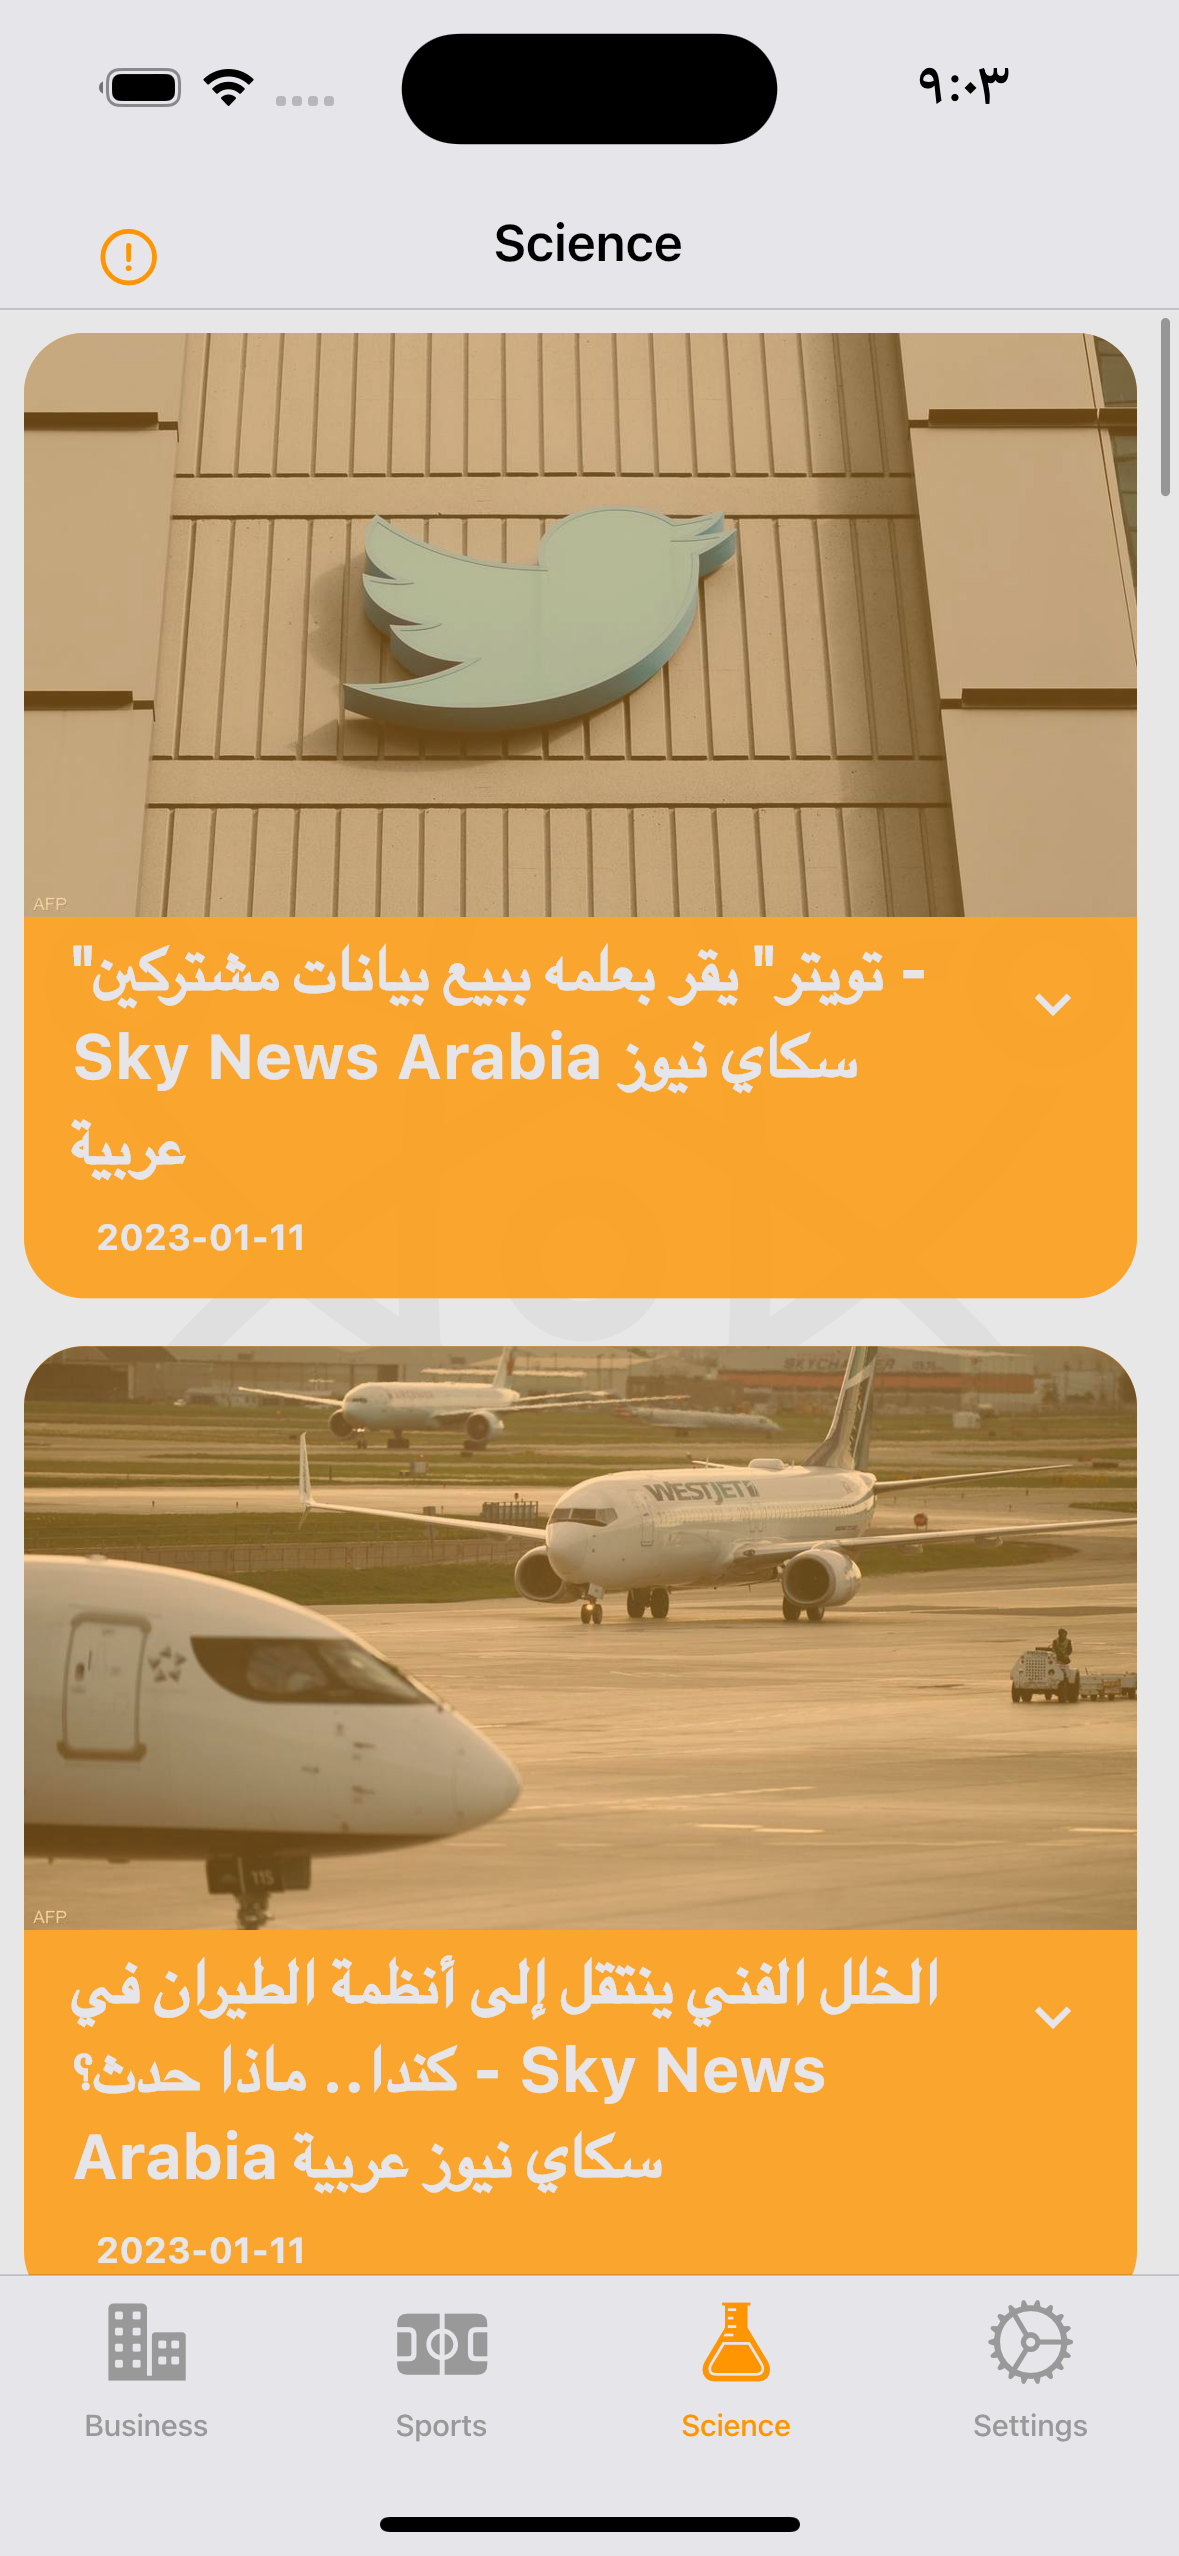 ٩:٠٣
Science
AFP
"تويتر" يقر بعلمه ببيع بيانات مشتركين -
Sky News Arabia سكاي نيوز
عربية
2023-01-11
WESTJET
115
AFP
الخلل الفني ينتقل إلى أنظمة الطيران في
كندا.. ماذا حدث؟ - Sky News
Arabia سكاي نيوز عربية
2023-01-11
Business
Sports
Science
Settings